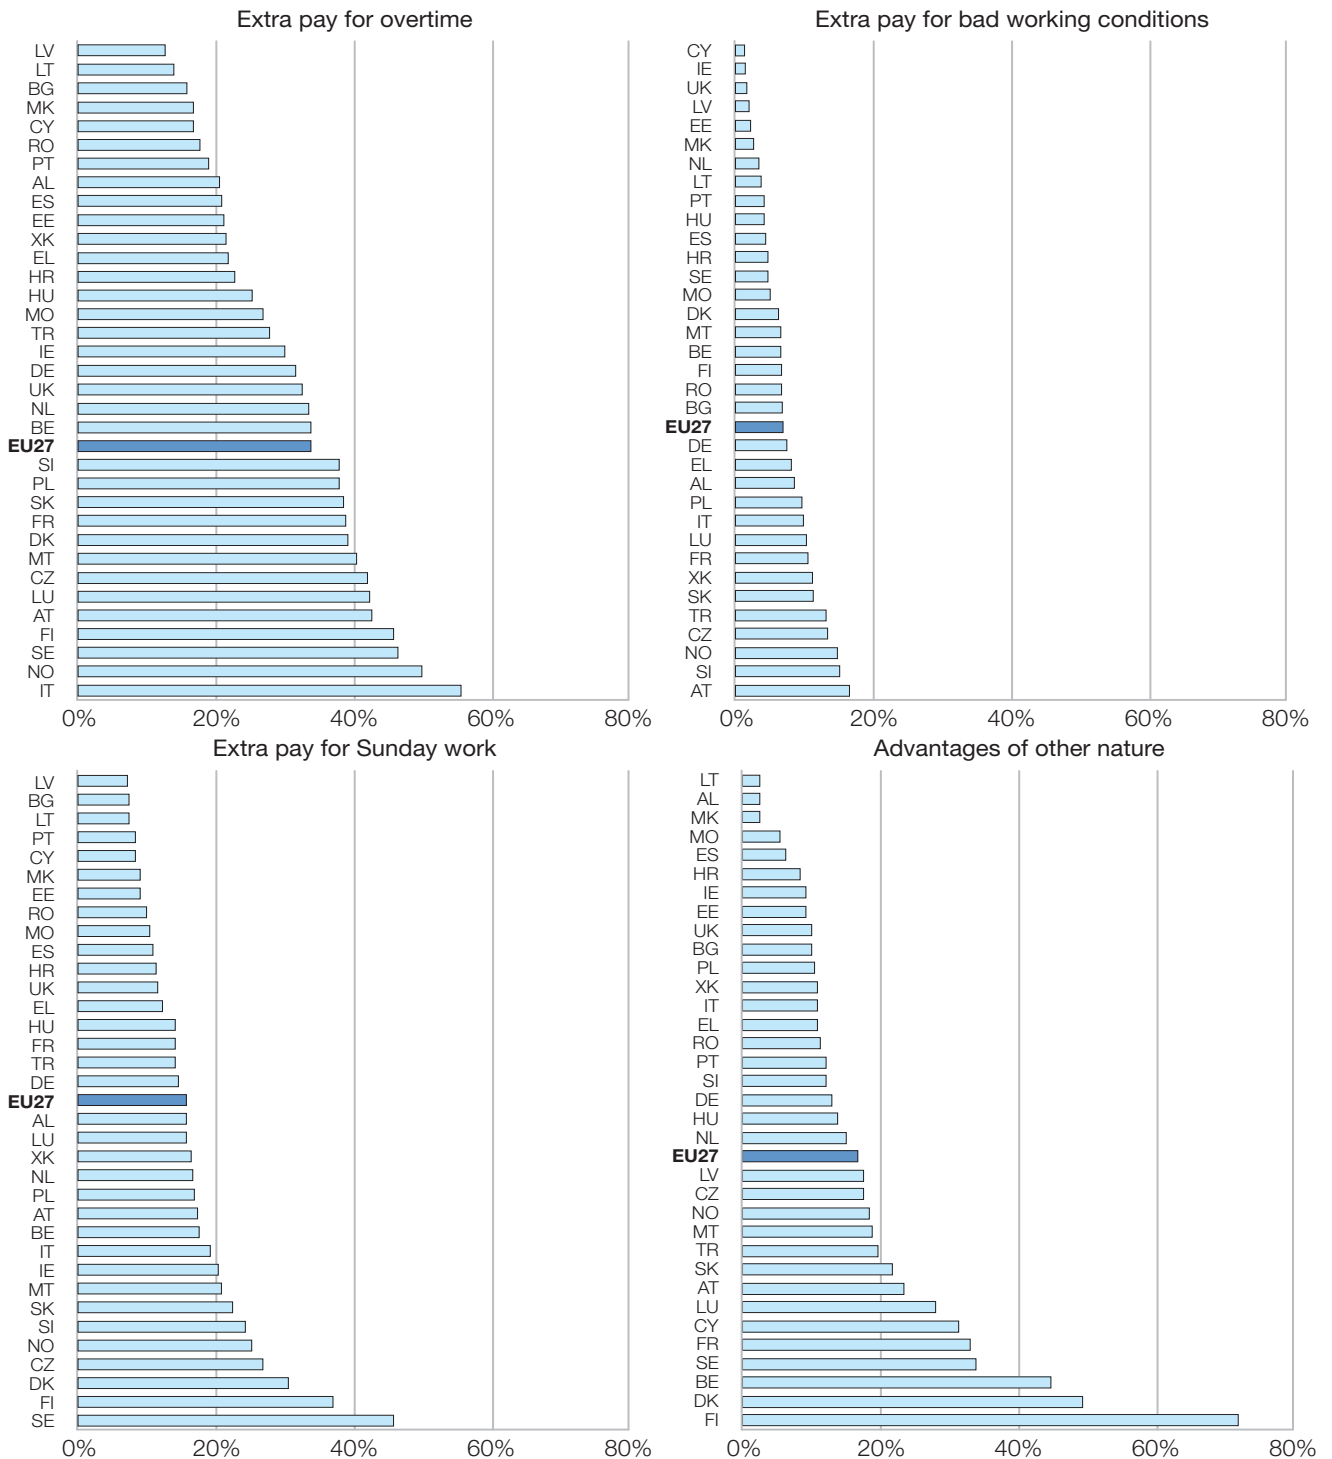 Extra pay for overtime
LV
LT
BG
MK
CY
RO
PT
AL
ES
EE
XK
EL
HR
HU
MO
TR
IE
DE
UK
NL
BE
EU27
SI
PL
SK
FR
DK
MT
CZ
LU
AT
FI
SE
NO
IT
0% 20% 40% 60% 80%
Extra pay for bad working conditions
CY
IE
UK
LV
EE
MK
NL
LT
PT
HU
ES
HR
SE
MO
DK
MT
BE
FI
RO
BG
EU27
DE
EL
AL
PL
IT
LU
FR
XK
SK
TR
CZ
NO
SI
AT
0% 20% 40% 60% 80%
Extra pay for Sunday work
LV
BG
LT
PT
CY
MK
EE
RO
MO
ES
HR
UK
EL
HU
FR
TR
DE
EU27
AL
LU
XK
NL
PL
AT
BE
IT
IE
MT
SK
SI
NO
CZ
DK
FI
SE
0% 20% 40% 60% 80%
Advantages of other nature
LT
AL
MK
MO
ES
HR
IE
EE
UK
BG
PL
XK
IT
EL
RO
PT
SI
DE
HU
NL
EU27
LV
CZ
NO
MT
TR
SK
AT
LU
CY
FR
SE
BE
DK
FI
0% 20% 40% 60% 80%